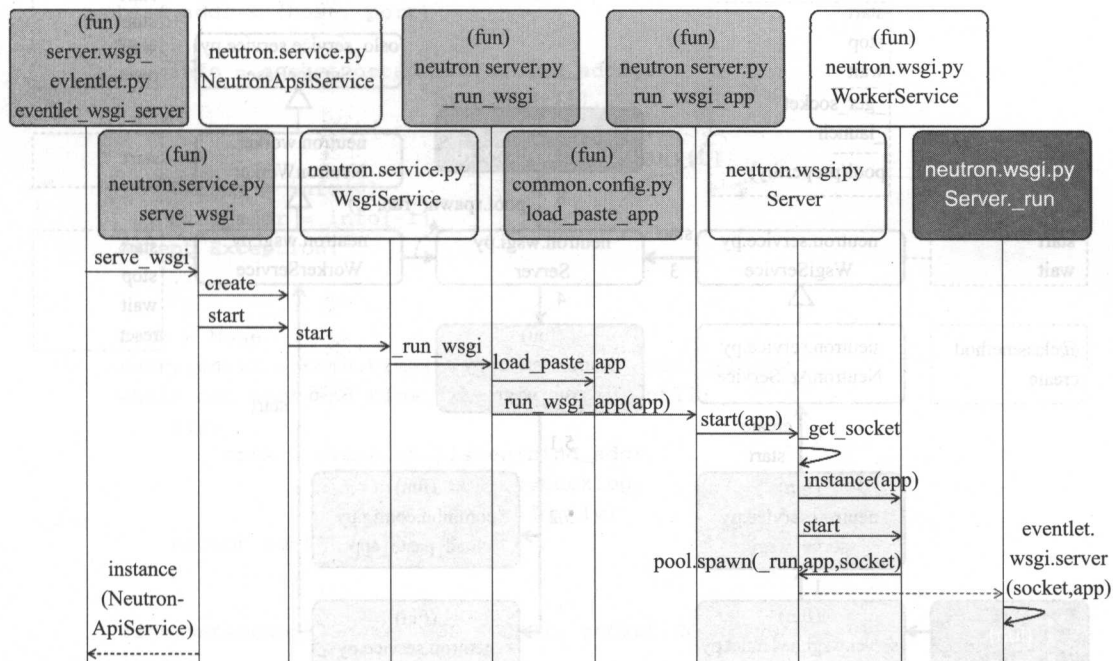 (fun)
server.wsgi_
evlentlet.py
eventlet_wsgi_server
neutron.service.py
NeutronApsiService
(fun)
neutron server.py
_run_wsgi
(fun)
neutron server.py
run_wsgi_app
(fun)
neutron.wsgi.py
WorkerService
(fun)
neutron.service.py
serve_wsgi
neutron.service.py
WsgiService
(fun)
common.config.py
load_paste_app
neutron.wsgi.py
Server
neutron.wsgi.py
Server._run
serve_wsgi
create
start
start
_run_wsgi
load_paste_app
run_wsgi_app(app)
start(app)
_get_socket
instance(app)
start
pool.spawn(_run,app,socket)
eventlet.
wsgi.server
(socket,app)
instance
(Neutron-
ApiService)